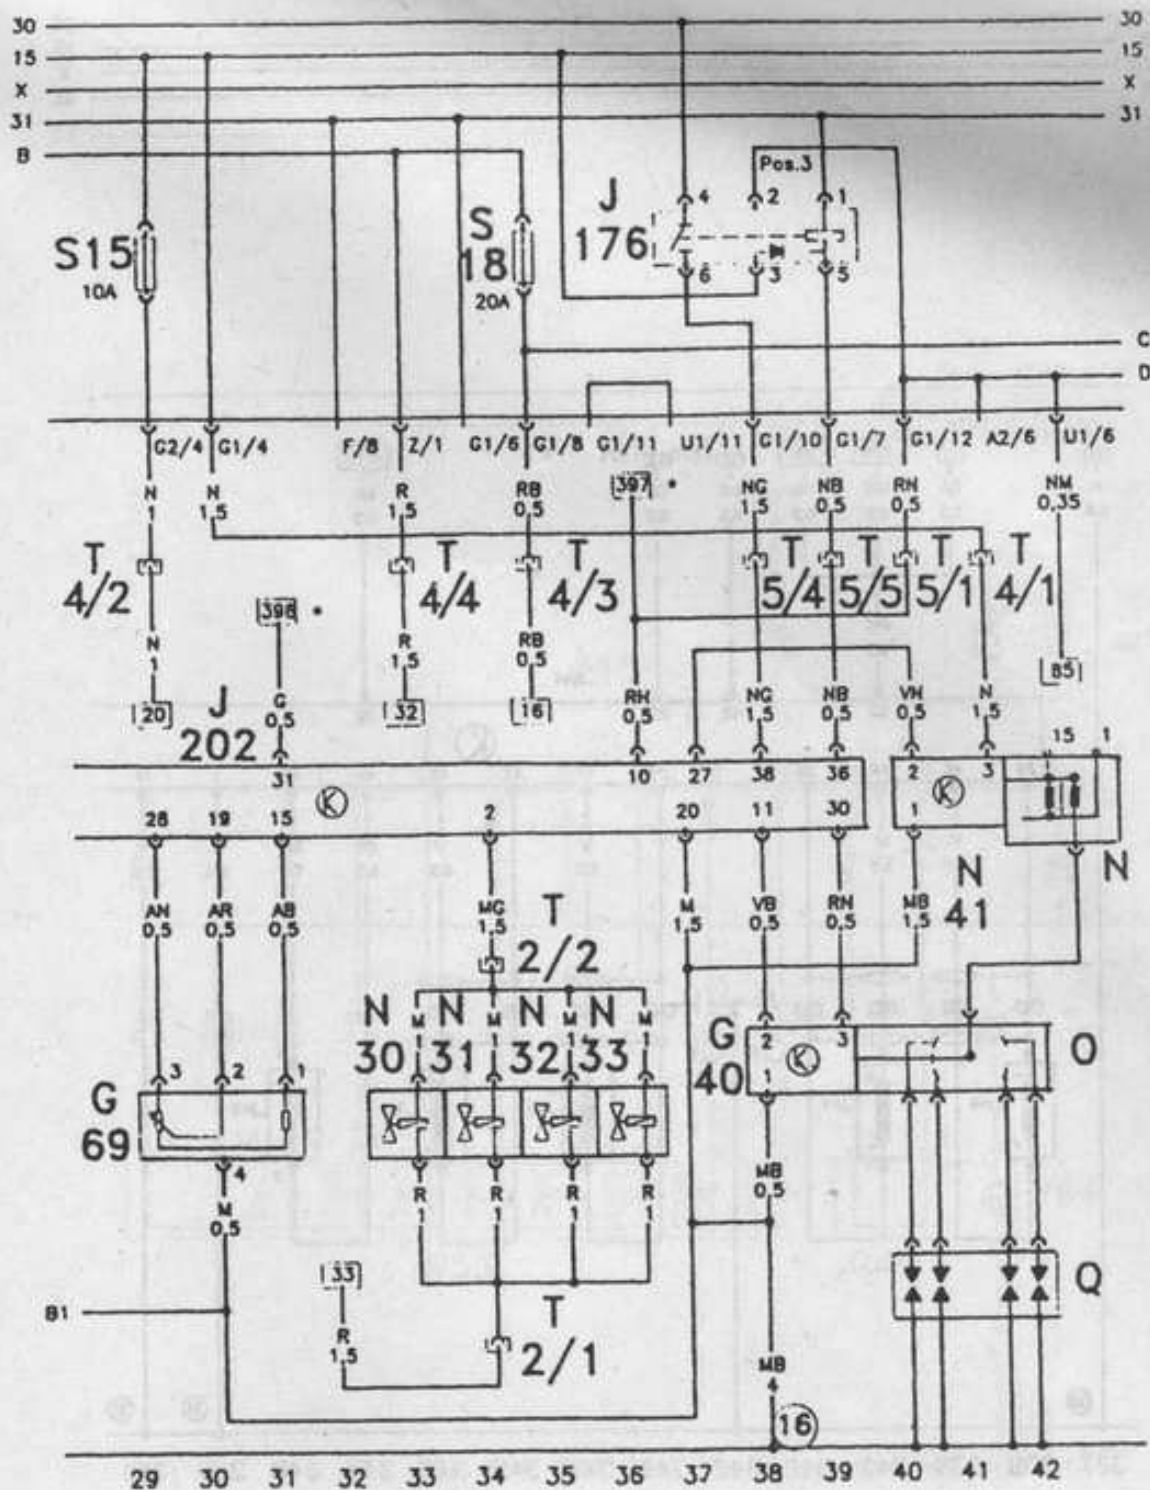 30 30
15 15
X X
31 31
B
Pos.3
J
176
4 2 1
6 3 5
S15
10A
S
18
20A
C
D
G2/4 G1/4 F/8 Z/1 G1/6 G1/8 G1/11 U1/11 G1/10 G1/7 G1/12 A2/6 U1/6
397 *
N
1
N
1,5
R
1,5
RB
0,5
NG
1,5
NB
0,5
RN
0,5
NM
0,35
T
4/2
T
4/4
T
4/3
T
5/4
T
5/5
T
5/1
T
4/1
398 *
N
1
R
1,5
RB
0,5
85
20
32
16
J
202
G
0,5
RH
0,5
NG
1,5
NB
0,5
VN
0,5
N
1,5
15 1
31 10 27 38 36 2 3
K K
28 19 15 2 20 11 30 1
N
N
41
AN
0,5
AR
0,5
AB
0,5
MG
1,5
M
1,5
VB
0,5
RN
0,5
MB
1,5
T
2/2
N
30
N
31
N
32
N
33
M
1
M
1
M
1
M
1
G
40
2 3
K
1
O
G
69
3 2 1
4
M
0,5
R
1
R
1
R
1
R
1
MB
0,5
33
R
1,5
T
2/1
Q
B1
MB
4
16
29 30 31 32 33 34 35 36 37 38 39 40 41 42